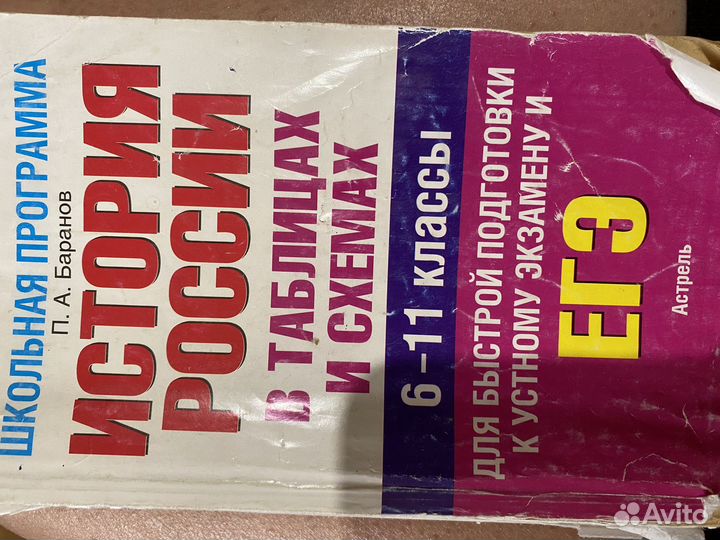 ШКОЛЬНАЯ ПРОГРАММА
П. А. Баранов
ИСТОРИЯ
РОССИИ
В ТАБЛИЦАХ
И СХЕМАХ
6–11 КЛАССЫ
ДЛЯ БЫСТРОЙ ПОДГОТОВКИ
К УСТНОМУ ЭКЗАМЕНУ И
ЕГЭ
Астрель
Avito